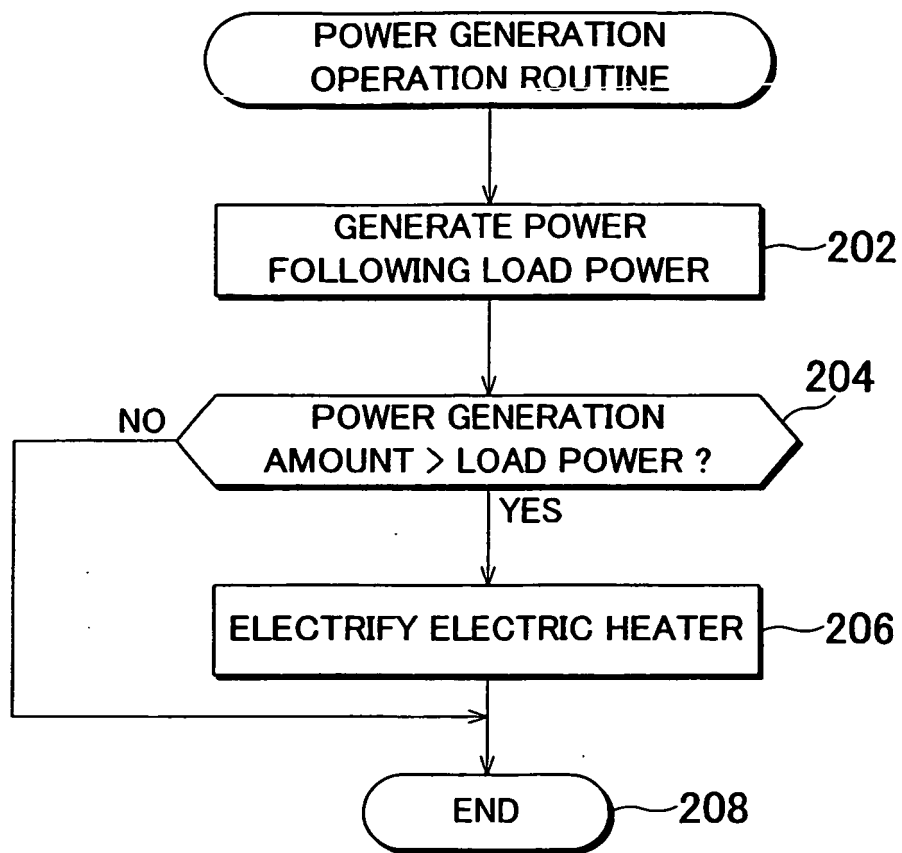 POWER GENERATION
OPERATION ROUTINE
GENERATE POWER
FOLLOWING LOAD POWER
202
204
NO
POWER GENERATION
AMOUNT > LOAD POWER ?
YES
ELECTRIFY ELECTRIC HEATER
206
END
208